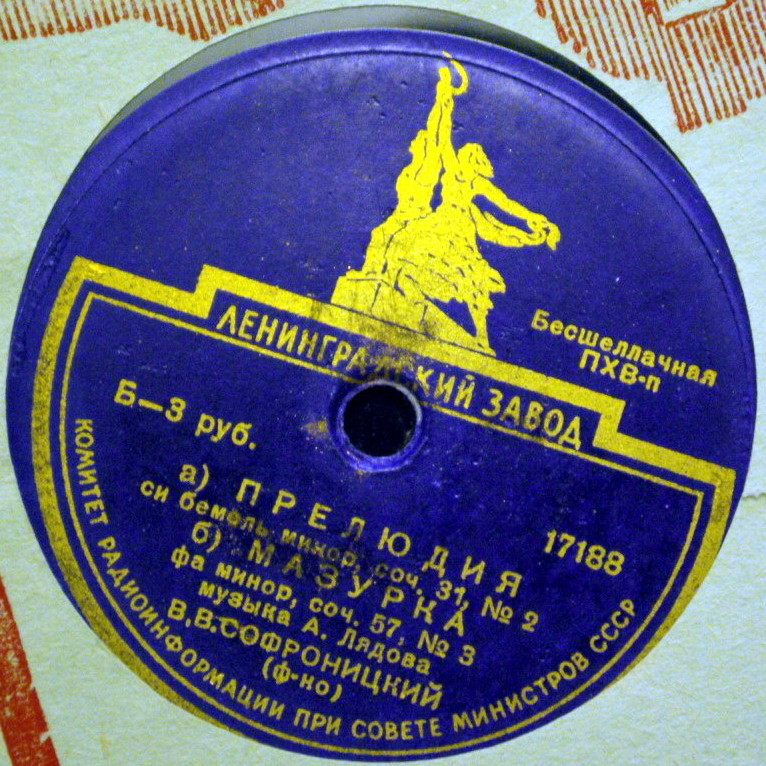 Бесшеллачная
ПХВ-п
ЛЕНИНГРАДСКИЙ ЗАВОД
Б—3 руб.
17188
а) ПРЕЛЮДИЯ
си бемоль минор, соч. 31, № 2
б) МАЗУРКА
фа минор, соч. 57, № 3
музыка А. Лядова
В.В.СОФРОНИЦКИЙ
(ф-но)
КОМИТЕТ РАДИОИНФОРМАЦИИ ПРИ СОВЕТЕ МИНИСТРОВ СССР